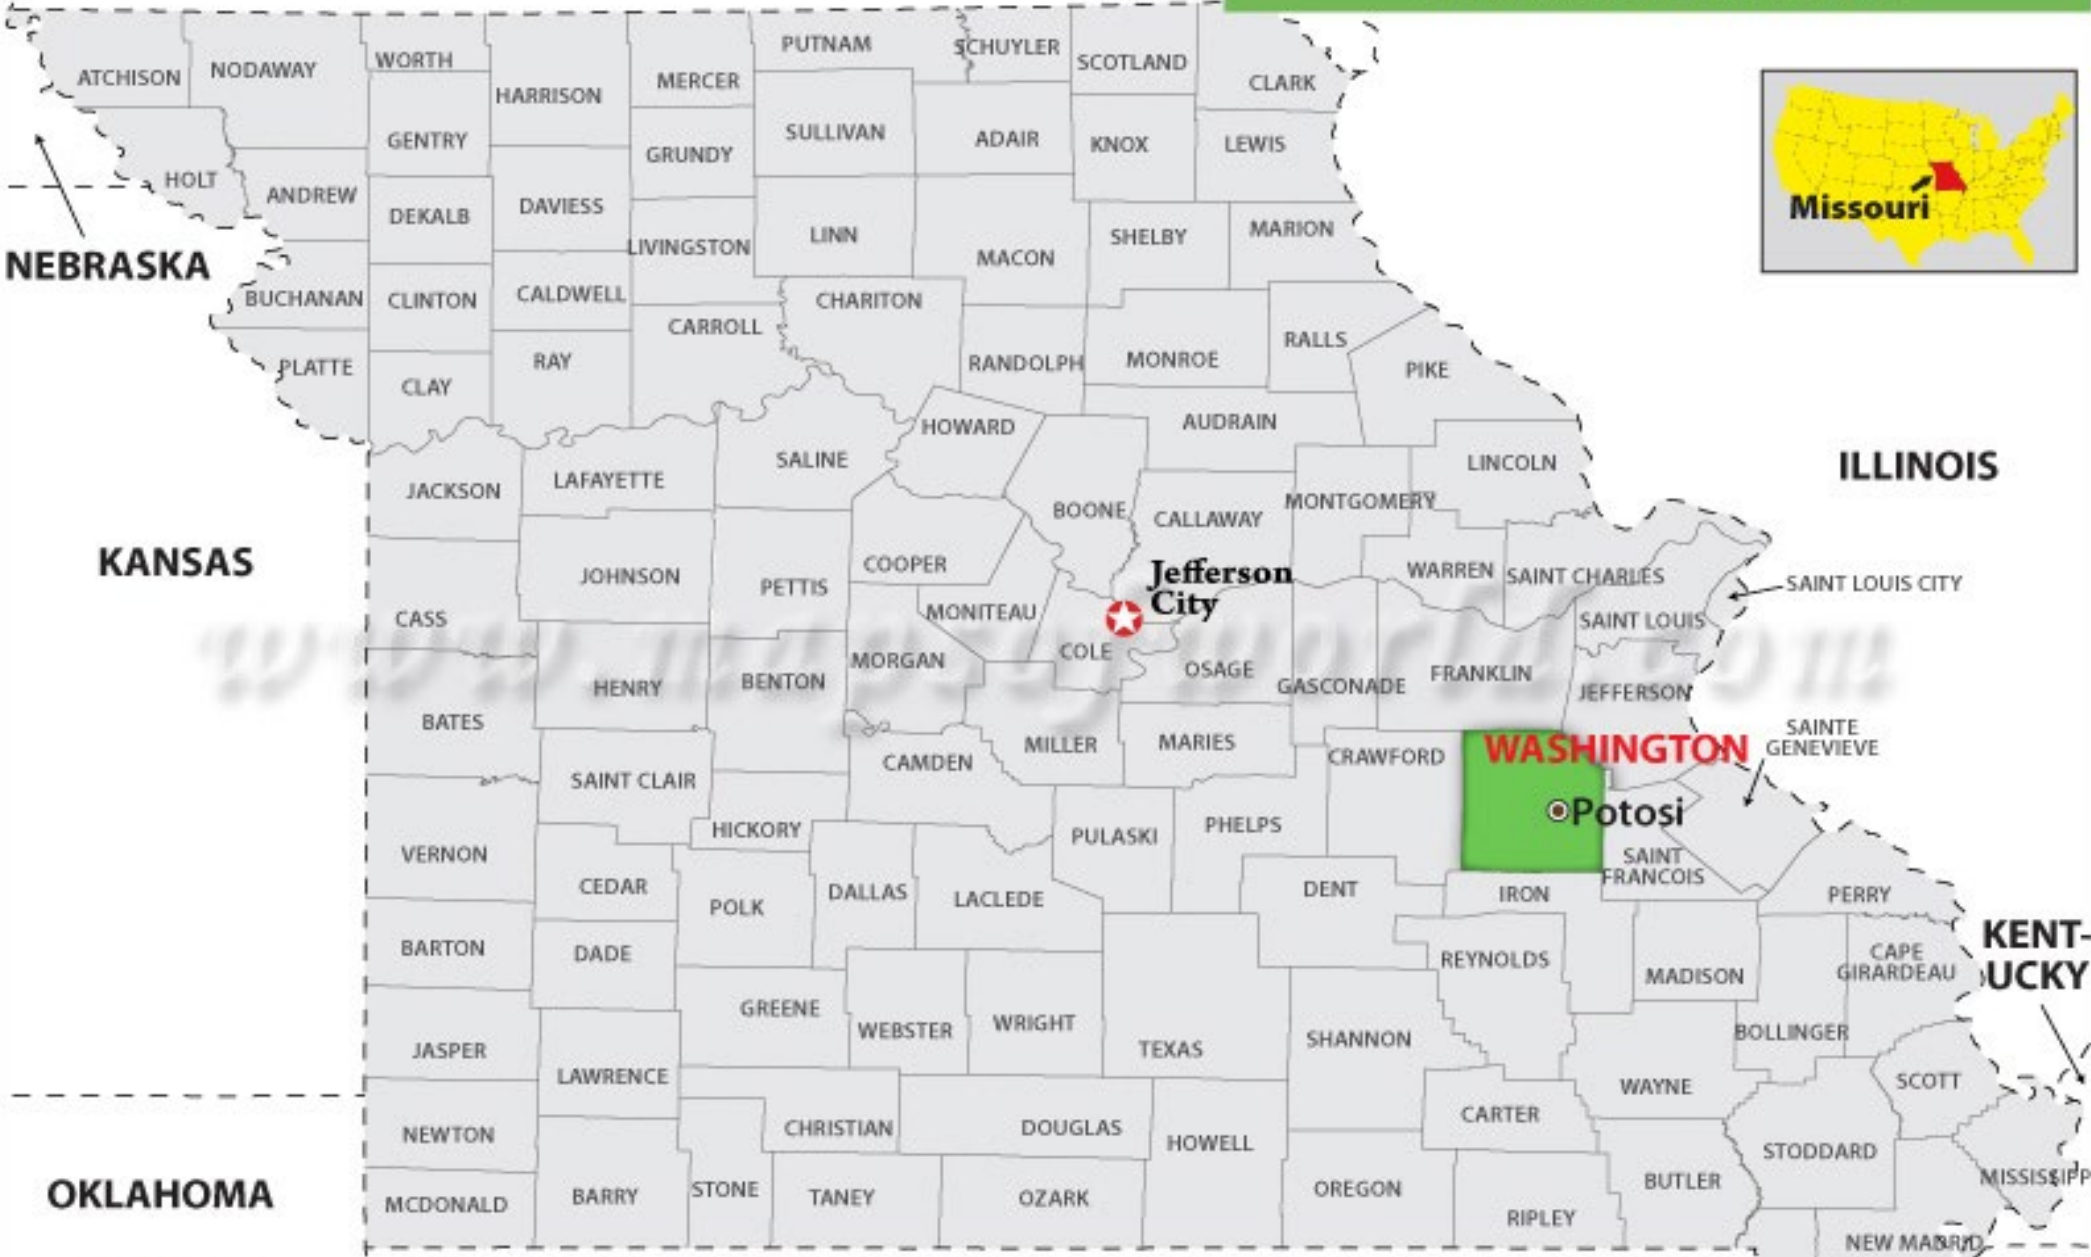 PUTNAM
SCHUYLER
SCOTLAND
ATCHISON
NODAWAY
WORTH
HARRISON
MERCER
CLARK
GENTRY
GRUNDY
SULLIVAN
ADAIR
KNOX
LEWIS
HOLT
ANDREW
DEKALB
DAVIESS
LIVINGSTON
LINN
MACON
SHELBY
MARION
Missouri
NEBRASKA
BUCHANAN
CLINTON
CALDWELL
CARROLL
CHARITON
RANDOLPH
MONROE
RALLS
PIKE
PLATTE
CLAY
RAY
HOWARD
AUDRAIN
JACKSON
LAFAYETTE
SALINE
BOONE
CALLAWAY
MONTGOMERY
LINCOLN
ILLINOIS
KANSAS
JOHNSON
PETTIS
COOPER
Jefferson
City
WARREN
SAINT CHARLES
SAINT LOUIS CITY
CASS
MONITEAU
SAINT LOUIS
www.mapsofworld.com
MORGAN
COLE
OSAGE
GASCONADE
FRANKLIN
JEFFERSON
BATES
HENRY
BENTON
SAINTE
GENEVIEVE
MILLER
MARIES
CRAWFORD
WASHINGTON
SAINT CLAIR
CAMDEN
Potosi
HICKORY
PULASKI
PHELPS
VERNON
CEDAR
POLK
DALLAS
LACLEDE
DENT
IRON
SAINT
FRANCOIS
PERRY
BARTON
DADE
REYNOLDS
MADISON
CAPE
GIRARDEAU
KENT-
UCKY
GREENE
WEBSTER
WRIGHT
TEXAS
SHANNON
BOLLINGER
JASPER
LAWRENCE
WAYNE
SCOTT
NEWTON
CHRISTIAN
DOUGLAS
HOWELL
CARTER
STODDARD
OKLAHOMA
MCDONALD
BARRY
STONE
TANEY
OZARK
OREGON
RIPLEY
BUTLER
MISSISSIPP
NEW MADRID